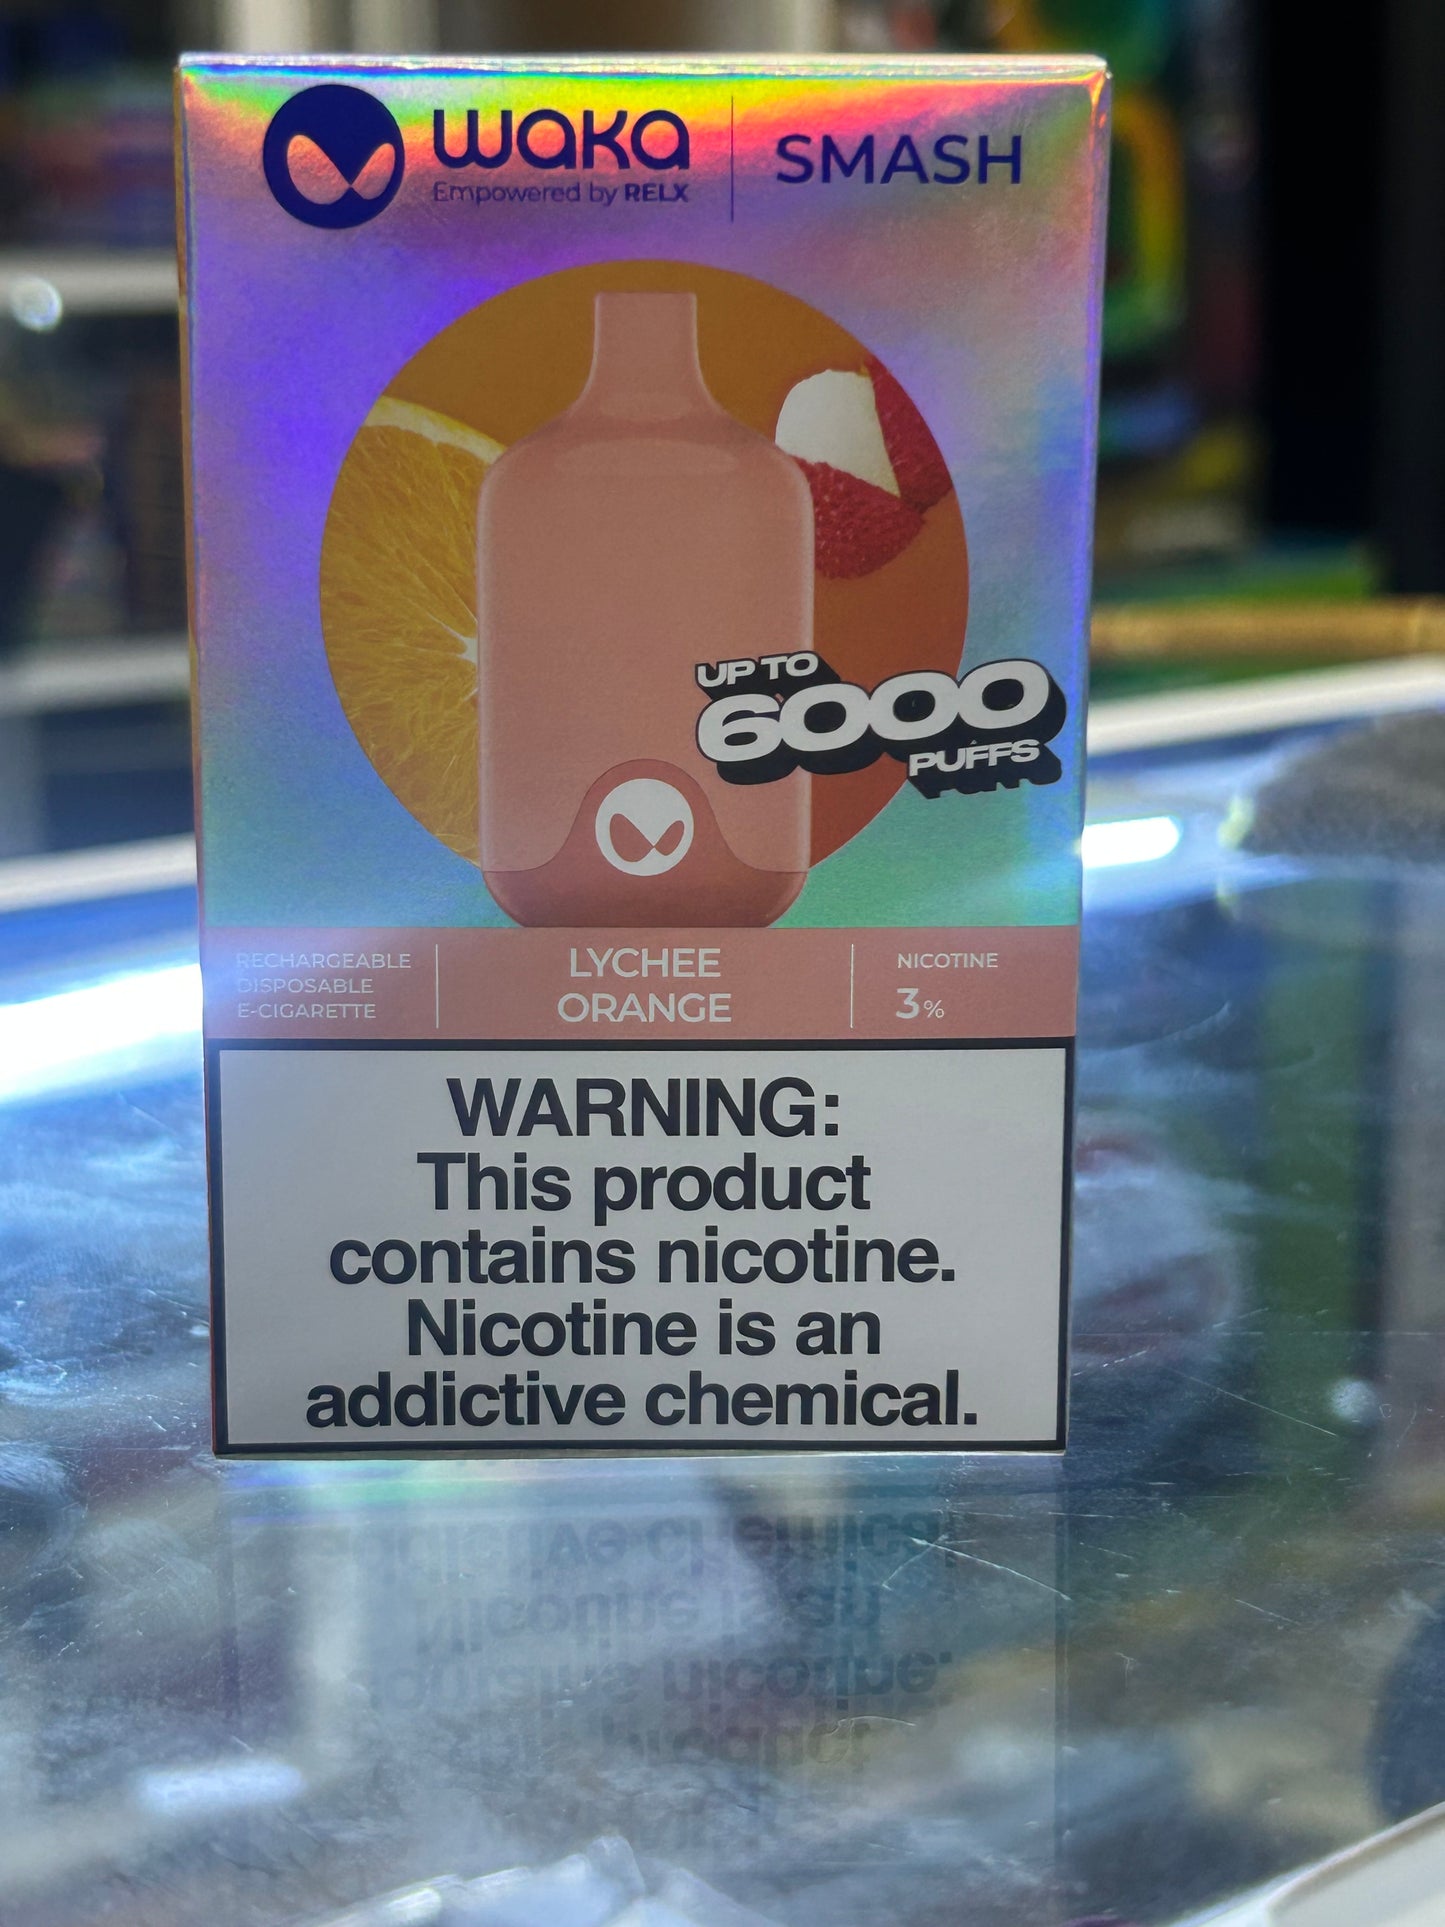 waka
Empowered by RELX
SMASH
UP TO
6000
PUFFS
RECHARGEABLE
DISPOSABLE
E-CIGARETTE
LYCHEE
ORANGE
NICOTINE
3%
WARNING:
This product
contains nicotine.
Nicotine is an
addictive chemical.